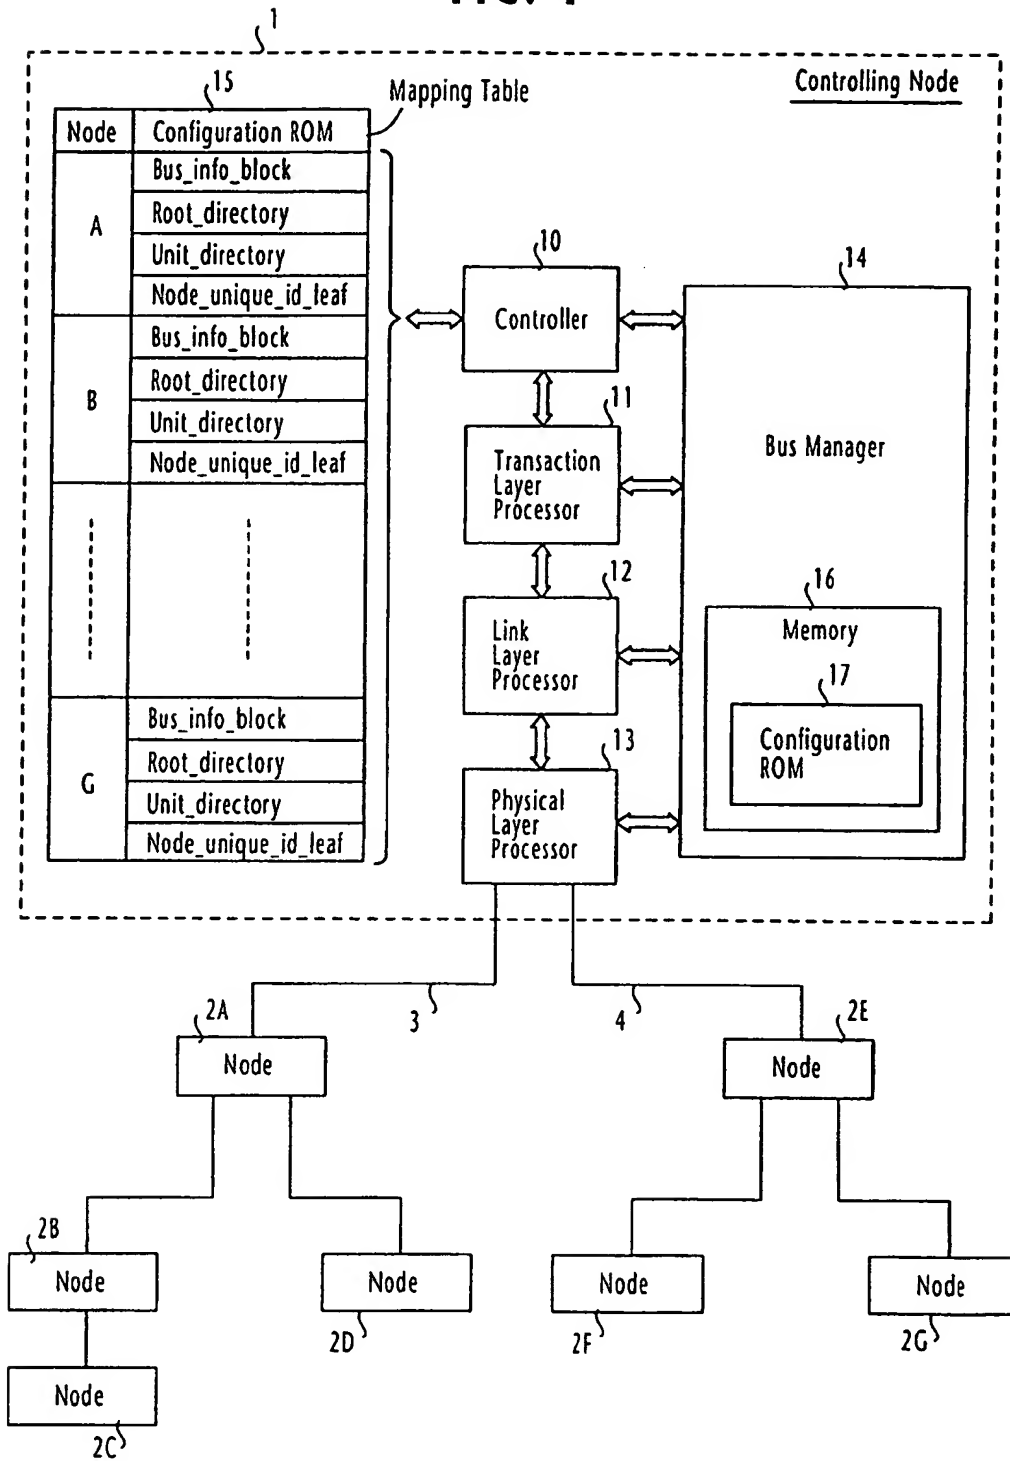 1
Controlling Node
15
Mapping Table
Node Configuration ROM
A
Bus_info_block
Root_directory
Unit_directory
Node_unique_id_leaf
B
Bus_info_block
Root_directory
Unit_directory
Node_unique_id_leaf
G
Bus_info_block
Root_directory
Unit_directory
Node_unique_id_leaf
10
Controller
11
Transaction
Layer
Processor
12
Link
Layer
Processor
13
Physical
Layer
Processor
14
Bus Manager
16
Memory
17
Configuration
ROM
3
4
2A
Node
2E
Node
2B
Node
Node
2D
Node
2F
Node
2G
Node
2C